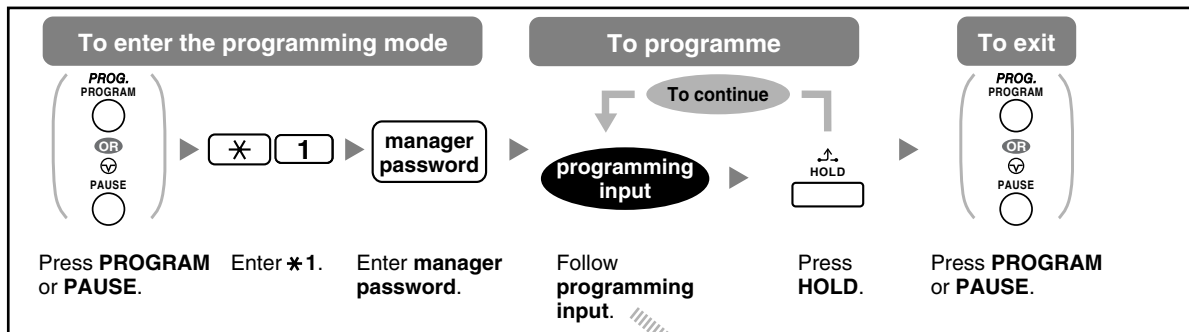 To enter the programming mode
To programme
To exit
PROG.
PROGRAM
OR
PAUSE
✻
1
manager
password
To continue
programming
input
HOLD
PROG.
PROGRAM
OR
PAUSE
Press PROGRAM
or PAUSE.
Enter ✻1.
Enter manager
password.
Follow
programming
input.
Press
HOLD.
Press PROGRAM
or PAUSE.